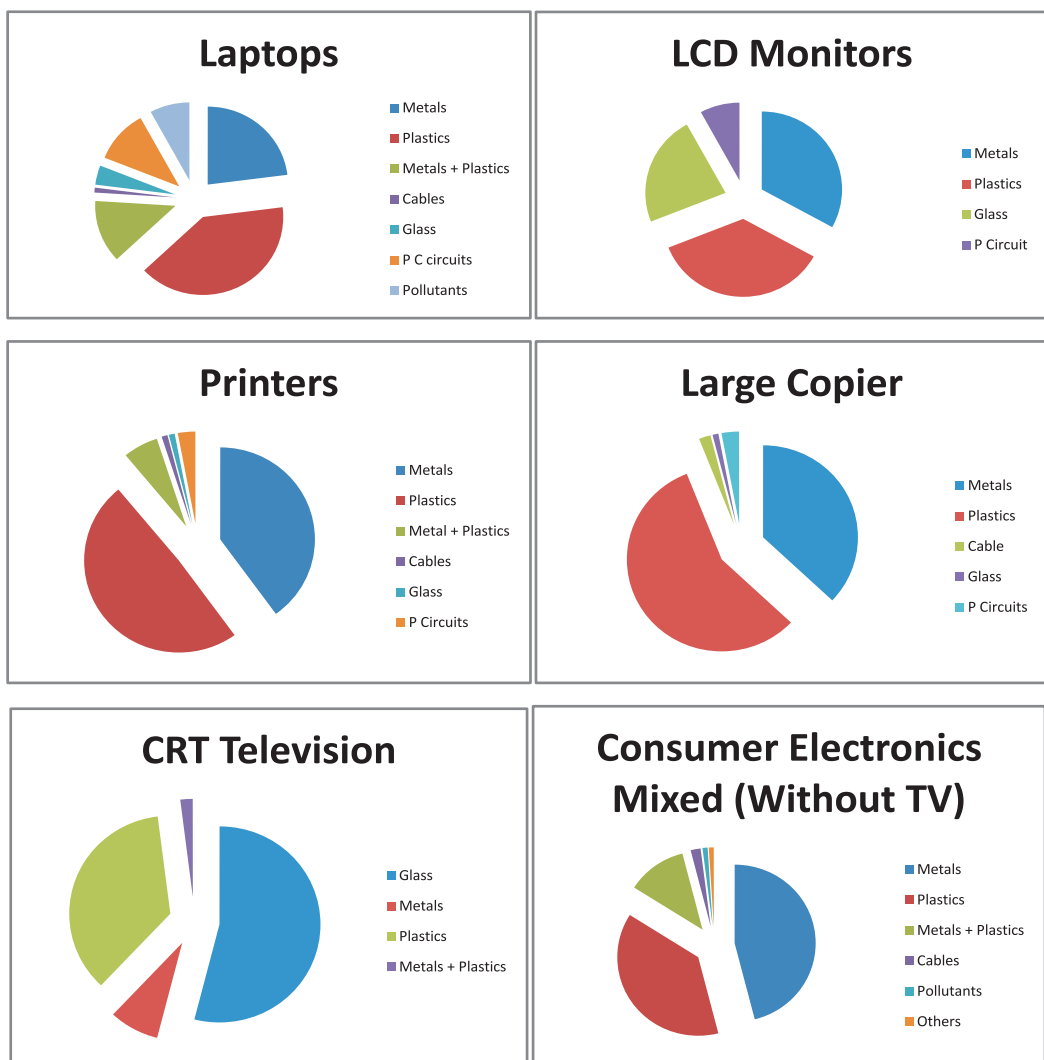 Laptops
Metals
Plastics
Metals + Plastics
Cables
Glass
P C circuits
Pollutants
LCD Monitors
Metals
Plastics
Glass
P Circuit
Printers
Metals
Plastics
Metal + Plastics
Cables
Glass
P Circuits
Large Copier
Metals
Plastics
Cable
Glass
P Circuits
CRT Television
Glass
Metals
Plastics
Metals + Plastics
Consumer Electronics
Mixed (Without TV)
Metals
Plastics
Metals + Plastics
Cables
Pollutants
Others